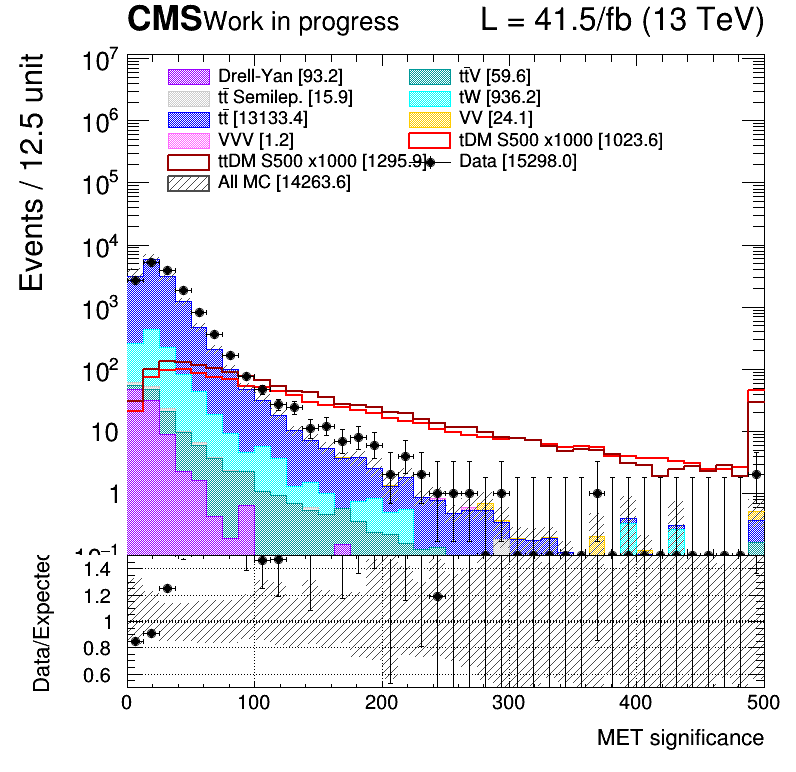 CMS Work in progress L = 41.5/fb (13 TeV)
Events / 12.5 unit
10⁷
10⁶
10⁵
10⁴
10³
10²
10
1
10⁻¹
Drell-Yan [93.2] tt̄V [59.6]
tt̄ Semilep. [15.9] tW [936.2]
tt̄ [13133.4] VV [24.1]
VVV [1.2] tDM S500 x1000 [1023.6]
ttDM S500 x1000 [1295.9] Data [15298.0]
All MC [14263.6]
Data/Expected
1.4
1.2
1
0.8
0.6
0 100 200 300 400 500
MET significance